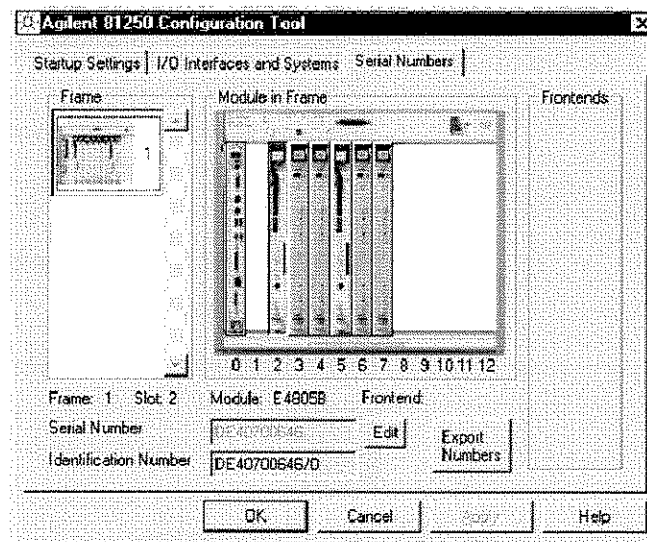 Agilent 81250 Configuration Tool
Startup Settings I/O Interfaces and Systems Serial Numbers
Frame Module in Frame Frontends
1
0 1 2 3 4 5 6 7 8 9 10 11 12
Frame: 1 Slot: 2 Module: E4805B Frontend:
Serial Number DE40700646 Edit Export Numbers
Identification Number DE40700646/0
OK Cancel Apply Help